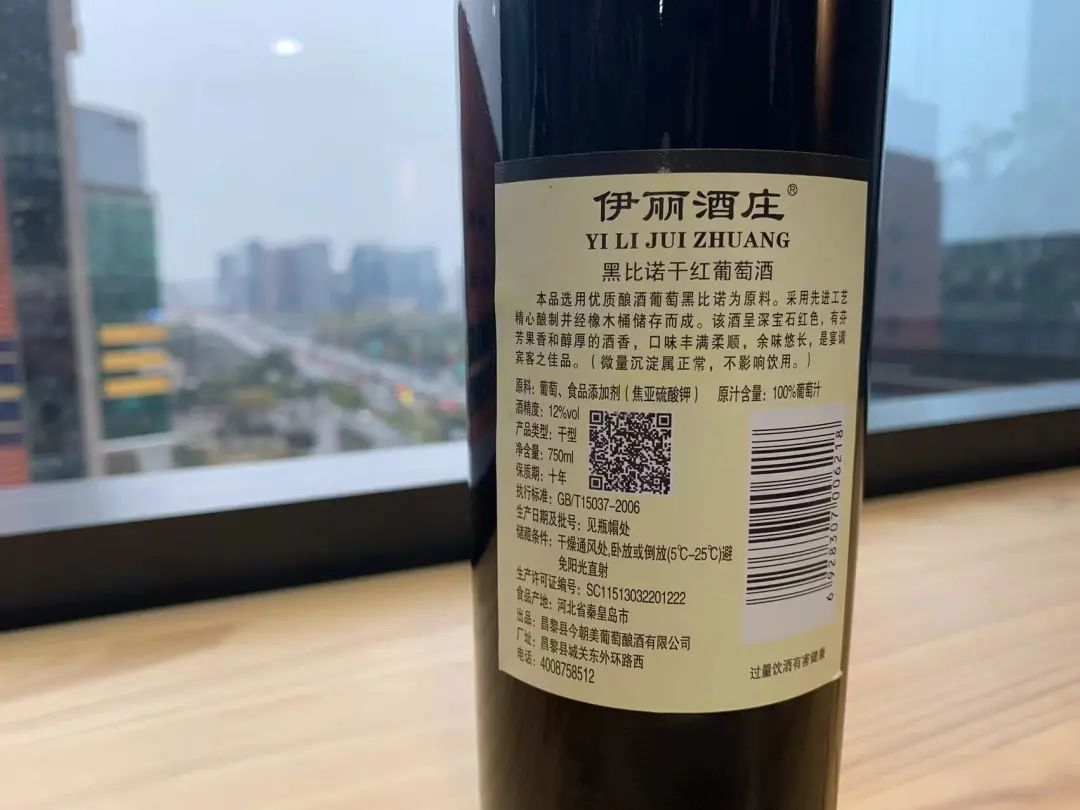 伊丽酒庄®
YI LI JUI ZHUANG
黑比诺干红葡萄酒
本品选用优质酿酒葡萄黑比诺为原料。采用先进工艺
精心酿制并经橡木桶储存而成。该酒呈深宝石红色，有芬
芳果香和醇厚的酒香，口味丰满柔顺，余味悠长，是宴请
宾客之佳品。（微量沉淀属正常，不影响饮用。）
原料：葡萄、食品添加剂（焦亚硫酸钾） 原汁含量：100%葡萄汁
酒精度：12%vol
产品类型：干型
净含量：750ml
保质期：十年
执行标准：GB/T15037-2006
生产日期及批号：见瓶帽处
储藏条件：干燥通风处,卧放或倒放(5℃-25℃)避
免阳光直射
生产许可证编号：SC11513032201222
食品产地：河北省秦皇岛市
出品：昌黎县今朝美葡萄酿酒有限公司
厂址：昌黎县城关东外环路西
电话：4008758512
6928307006218
过量饮酒有害健康